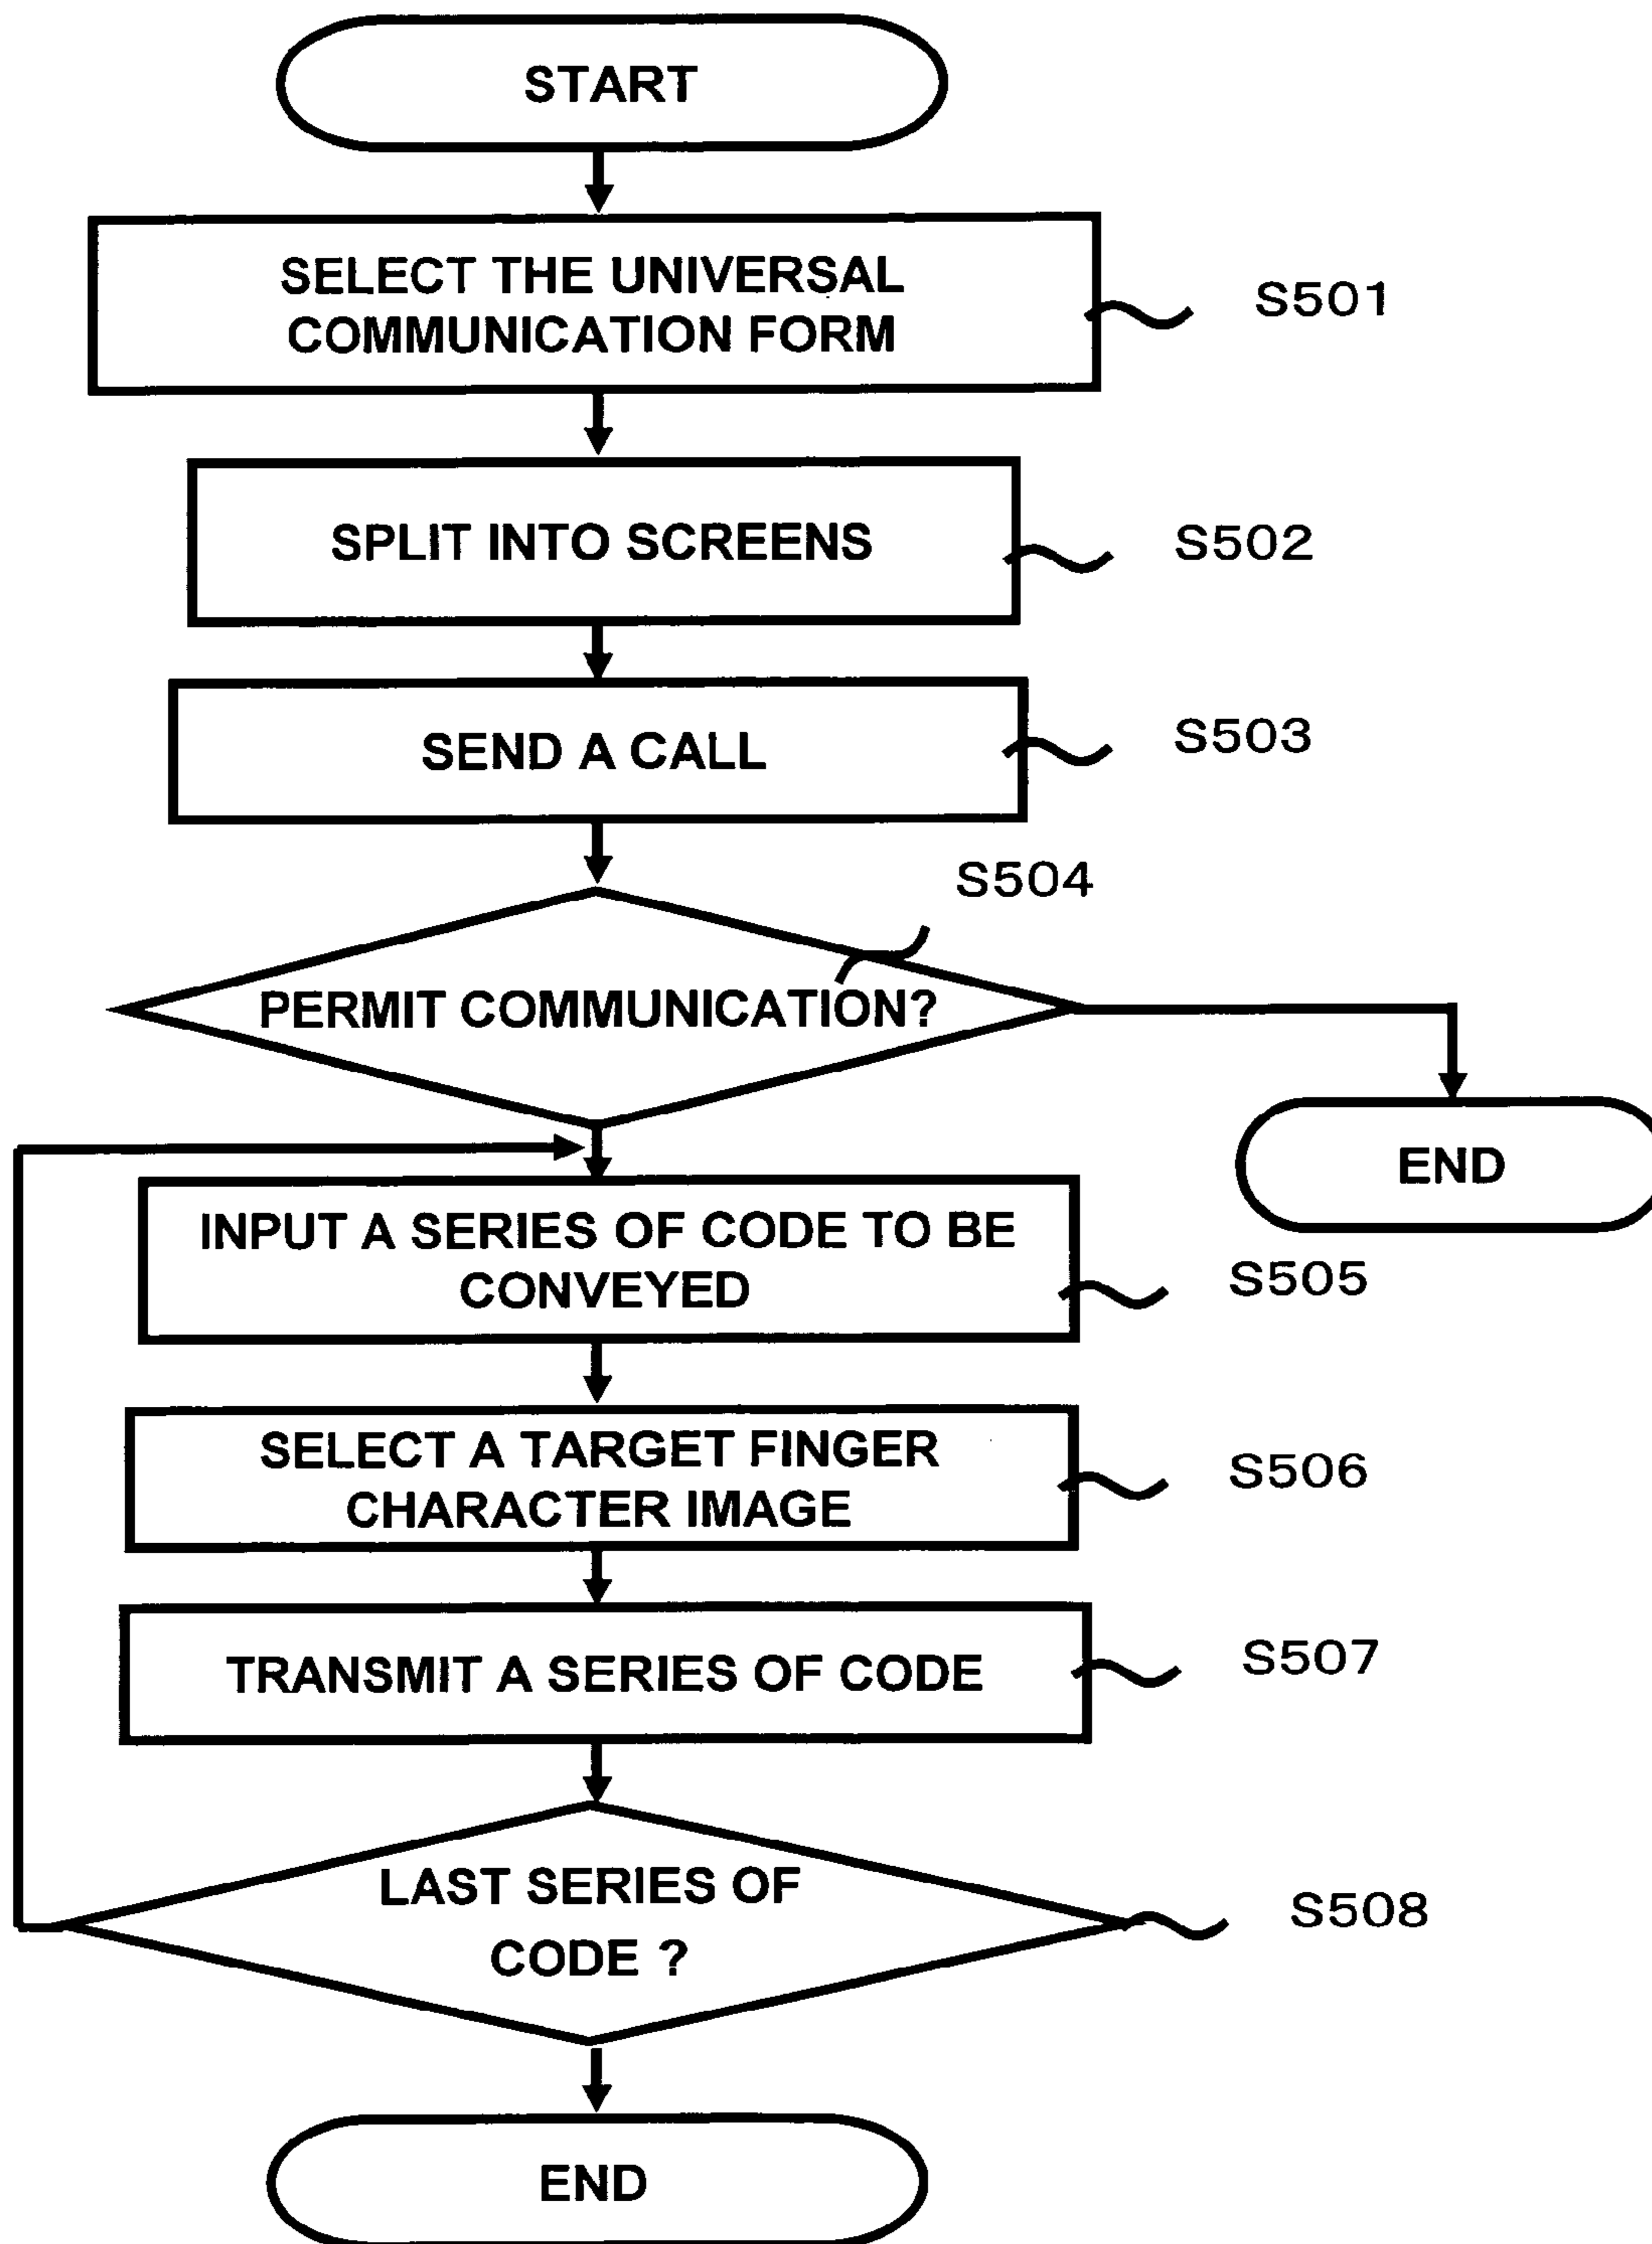 START
SELECT THE UNIVERSAL
COMMUNICATION FORM
S501
SPLIT INTO SCREENS
S502
SEND A CALL
S503
S504
PERMIT COMMUNICATION?
END
INPUT A SERIES OF CODE TO BE
CONVEYED
S505
SELECT A TARGET FINGER
CHARACTER IMAGE
S506
TRANSMIT A SERIES OF CODE
S507
LAST SERIES OF
CODE ?
S508
END